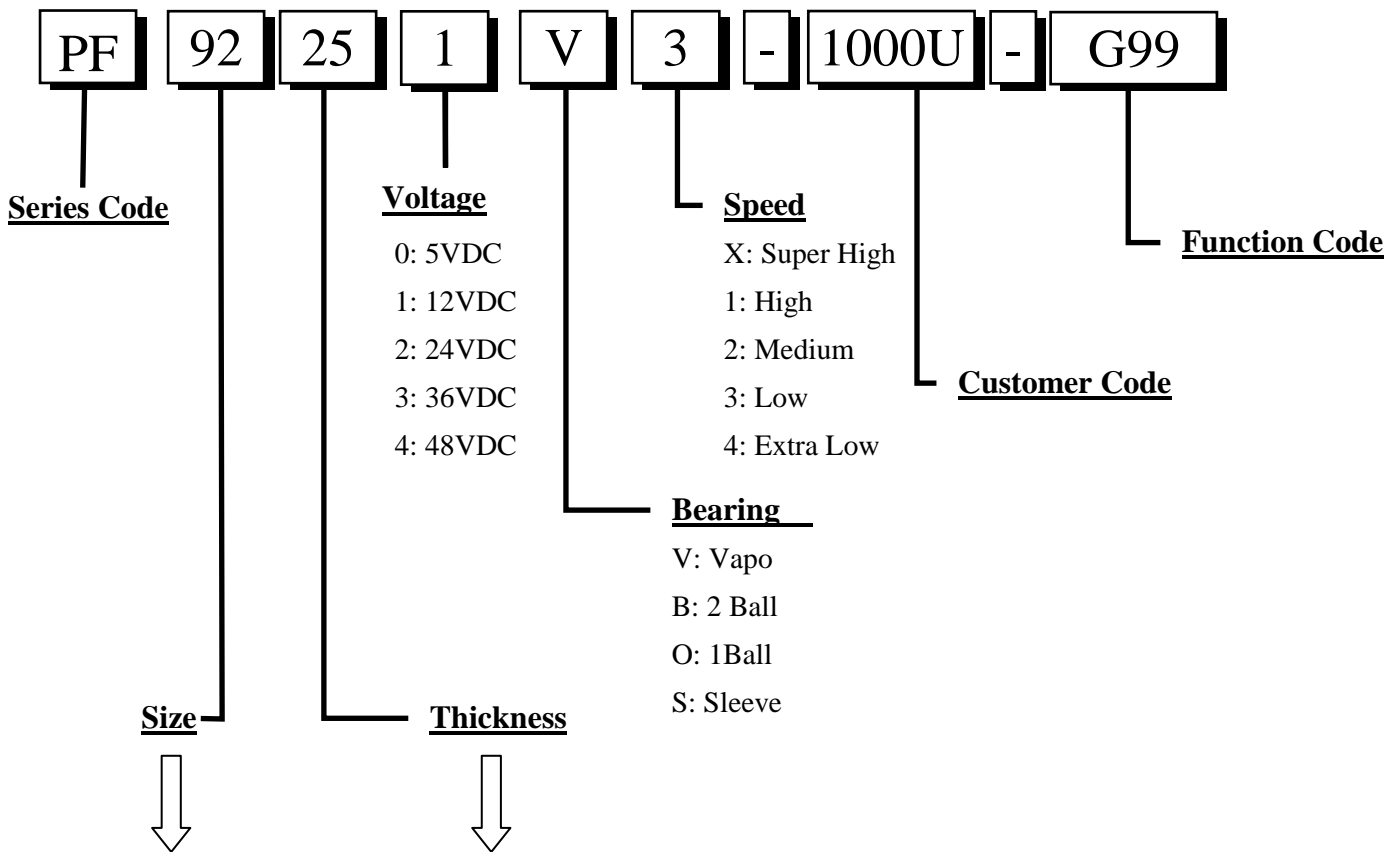 PF 92 25 1 V 3 - 1000U - G99
Series Code
Voltage
0: 5VDC
1: 12VDC
2: 24VDC
3: 36VDC
4: 48VDC
Speed
X: Super High
1: High
2: Medium
3: Low
4: Extra Low
Function Code
Customer Code
Bearing
V: Vapo
B: 2 Ball
O: 1Ball
S: Sleeve
Size
Thickness